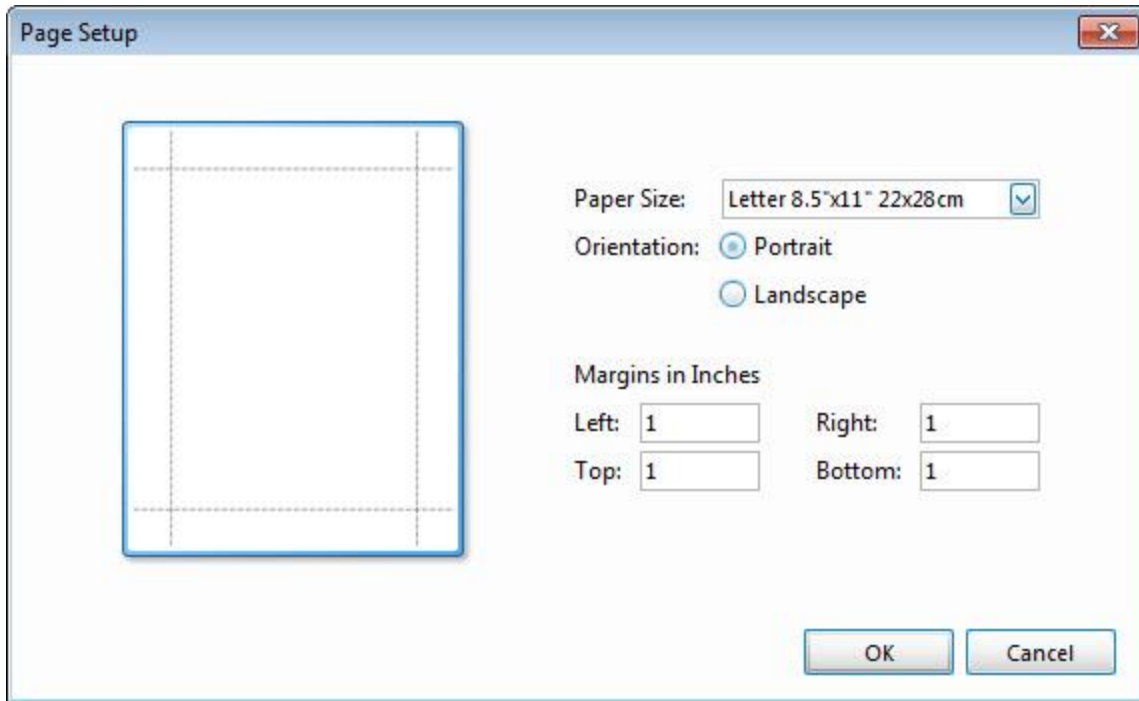 Page Setup
Paper Size: Letter 8.5"x11" 22x28cm
Orientation: Portrait
Landscape
Margins in Inches
Left: 1 Right: 1
Top: 1 Bottom: 1
OK Cancel